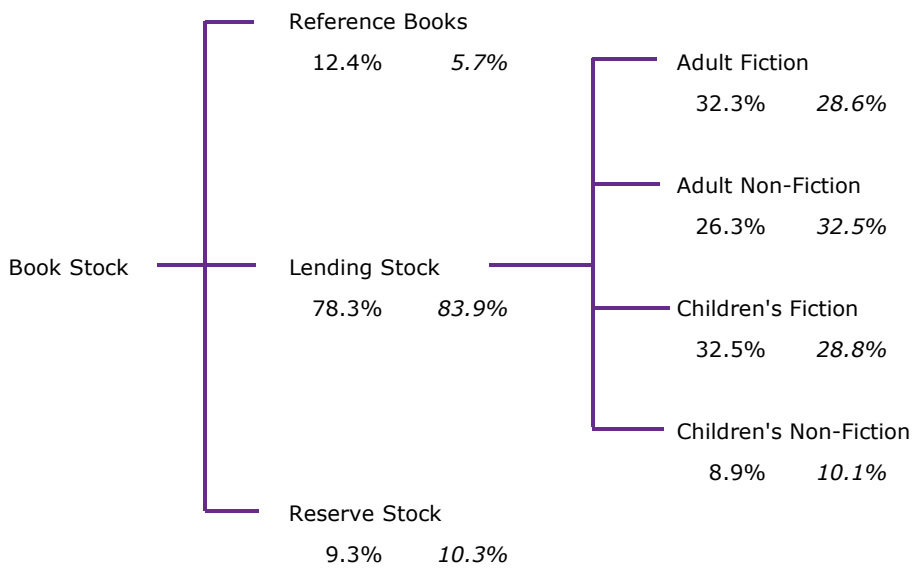 Reference Books
12.4% 5.7%
Adult Fiction
32.3% 28.6%
Adult Non-Fiction
26.3% 32.5%
Book Stock
Lending Stock
78.3% 83.9%
Children's Fiction
32.5% 28.8%
Children's Non-Fiction
8.9% 10.1%
Reserve Stock
9.3% 10.3%